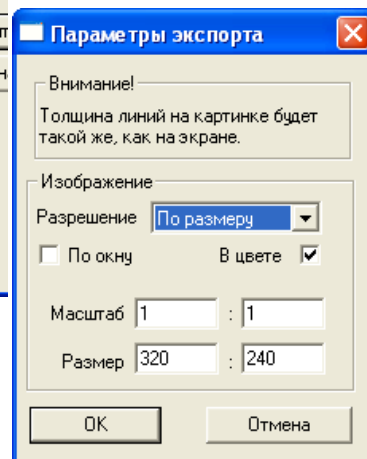 Параметры экспорта
Внимание!
Толщина линий на картинке будет
такой же, как на экране.
Изображение
Разрешение По размеру
По окну В цвете
Масштаб 1 : 1
Размер 320 : 240
OK Отмена